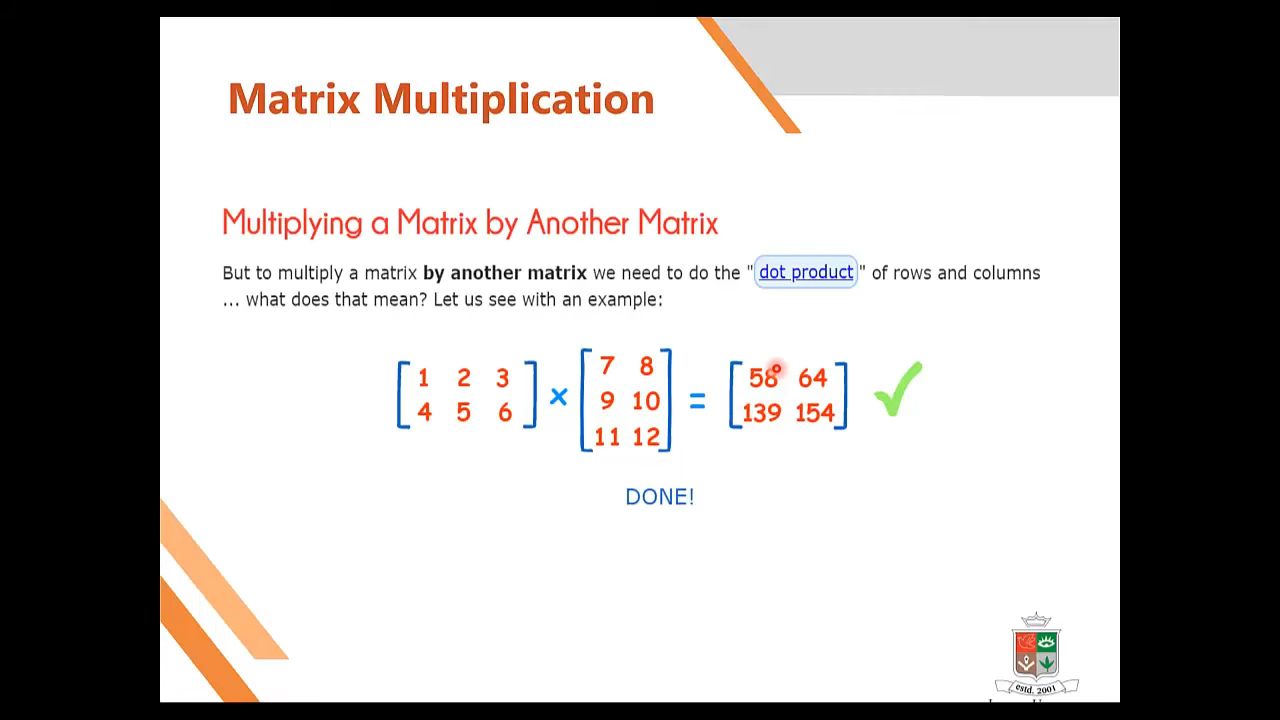 Matrix Multiplication
Multiplying a Matrix by Another Matrix
But to multiply a matrix by another matrix we need to do the "dot product" of rows and columns
... what does that mean? Let us see with an example:
[1 2 3] × [7 8] = [58 64]
[4 5 6] [9 10] [139 154]
[11 12]
DONE!
estd. 2001